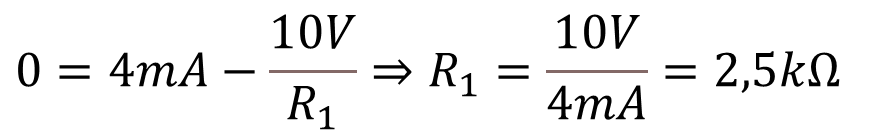 0 = 4mA − 10V/R₁ ⇒ R₁ = 10V/4mA = 2,5kΩ